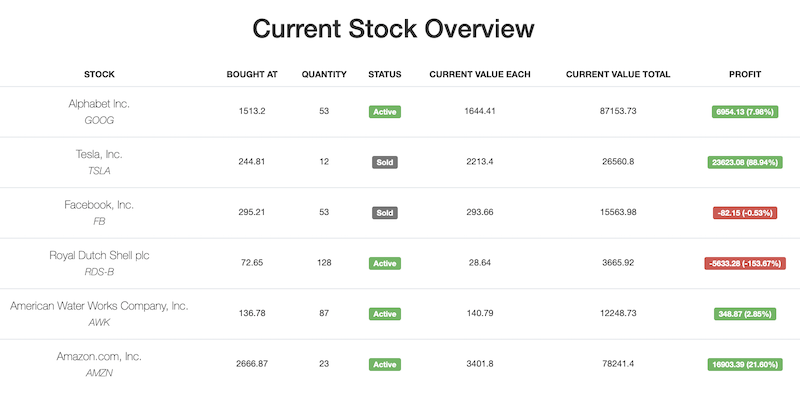 Current Stock Overview
STOCK BOUGHT AT QUANTITY STATUS CURRENT VALUE EACH CURRENT VALUE TOTAL PROFIT
Alphabet Inc.
GOOG
1513.2 53 Active 1644.41 87153.73 6954.13 (7.98%)
Tesla, Inc.
TSLA
244.81 12 Sold 2213.4 26560.8 23623.08 (88.94%)
Facebook, Inc.
FB
295.21 53 Sold 293.66 15563.98 -82.15 (-0.53%)
Royal Dutch Shell plc
RDS-B
72.65 128 Active 28.64 3665.92 -5633.28 (-153.67%)
American Water Works Company, Inc.
AWK
136.78 87 Active 140.79 12248.73 348.87 (2.85%)
Amazon.com, Inc.
AMZN
2666.87 23 Active 3401.8 78241.4 16903.39 (21.60%)